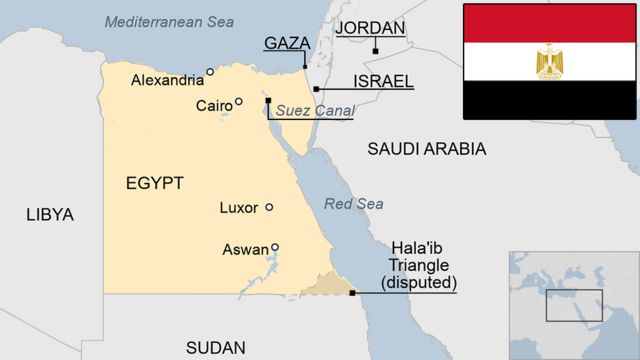 Mediterranean Sea
JORDAN
GAZA
Alexandria
ISRAEL
Cairo
Suez Canal
SAUDI ARABIA
EGYPT
Red Sea
Luxor
LIBYA
Aswan
Hala'ib
Triangle
(disputed)
SUDAN